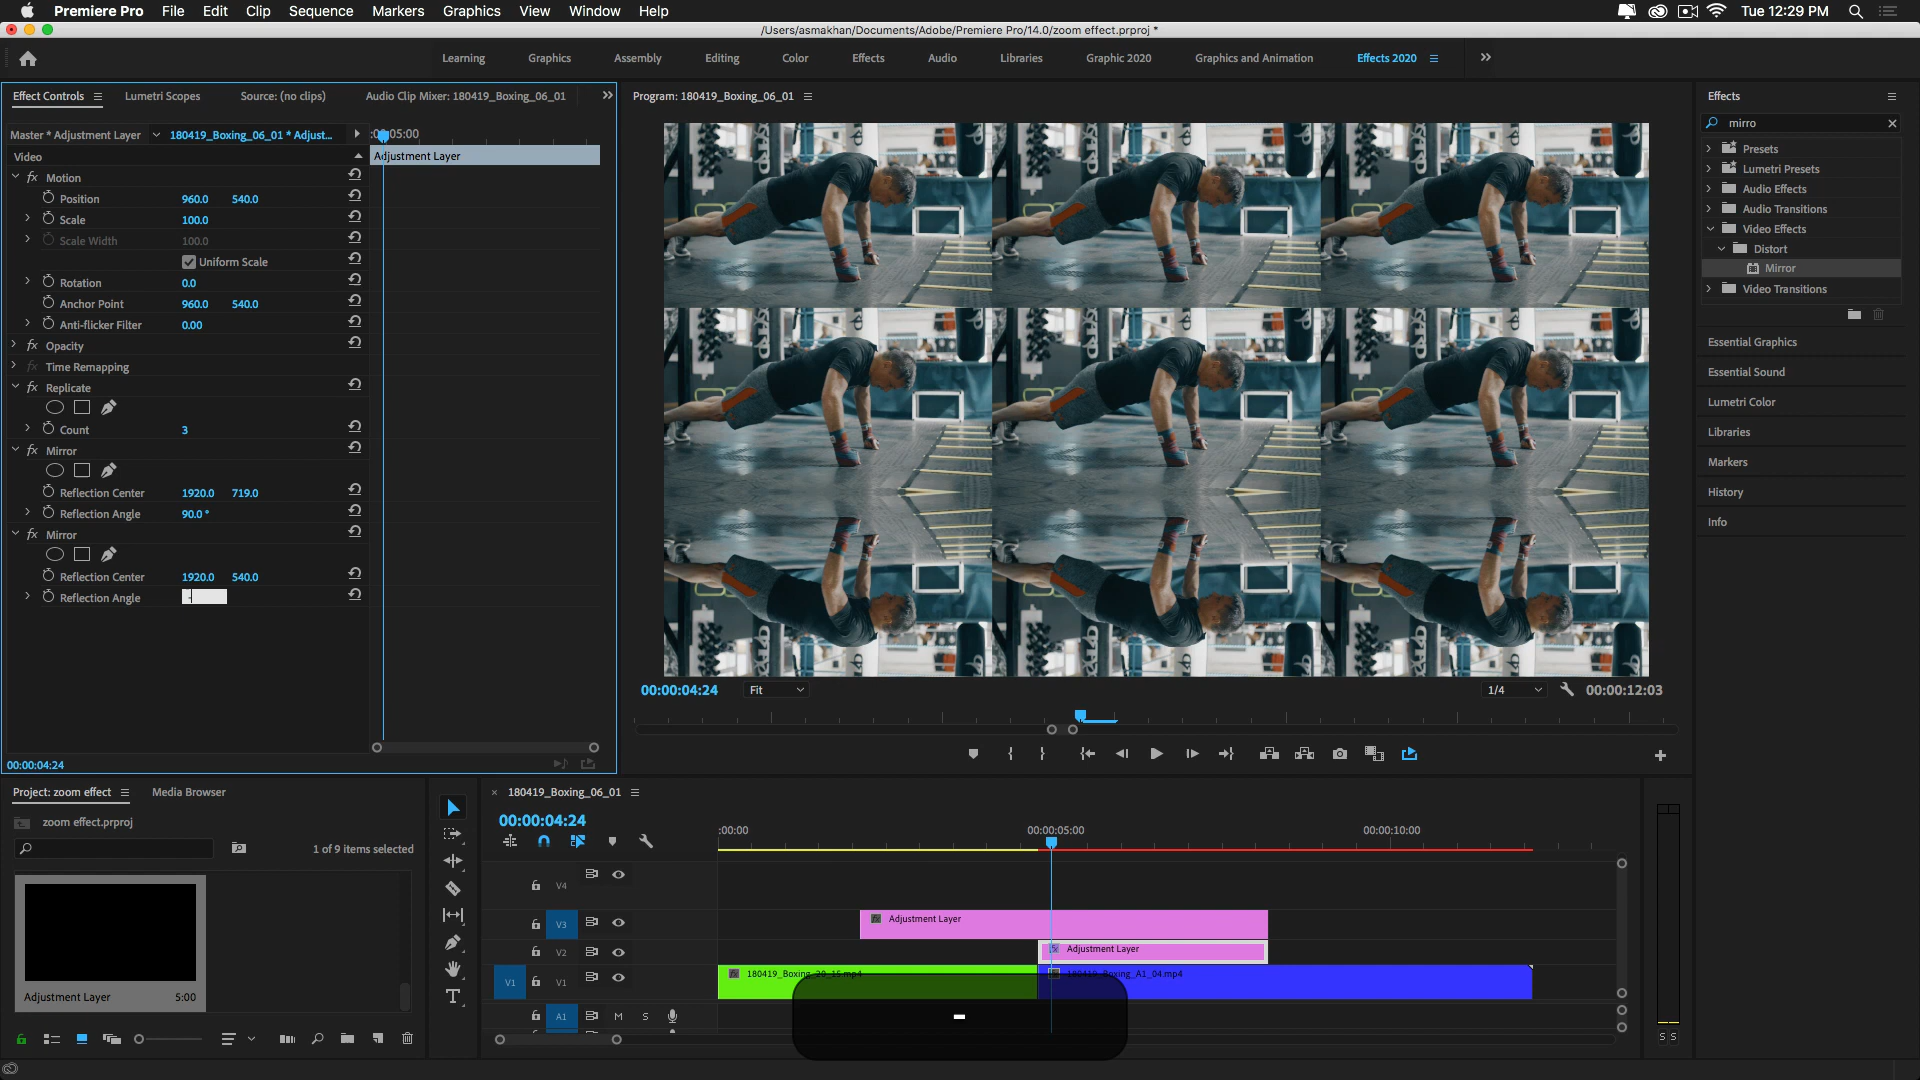 Premiere Pro File Edit Clip Sequence Markers Graphics View Window Help Tue 12:29 PM
/Users/asmakhan/Documents/Adobe/Premiere Pro/14.0/zoom effect.prproj *
Learning Graphics Assembly Editing Color Effects Audio Libraries Graphic 2020 Graphics and Animation Effects 2020
Effect Controls Lumetri Scopes Source: (no clips) Audio Clip Mixer: 180419_Boxing_06_01
Master * Adjustment Layer 180419_Boxing_06_01 * Adjust...
Video
Adjustment Layer
Motion
Position 960.0 540.0
Scale 100.0
Scale Width 100.0
Uniform Scale
Rotation 0.0
Anchor Point 960.0 540.0
Anti-flicker Filter 0.00
fx Opacity
fx Time Remapping
fx Replicate
Count 3
fx Mirror
Reflection Center 1920.0 719.0
Reflection Angle 90.0 °
fx Mirror
Reflection Center 1920.0 540.0
Reflection Angle -
00:00:04:24
Program: 180419_Boxing_06_01
00:00:04:24 Fit 1/4 00:00:12:03
Effects
mirro
Presets
Lumetri Presets
Audio Effects
Audio Transitions
Video Effects
Distort
Mirror
Video Transitions
Essential Graphics
Essential Sound
Lumetri Color
Libraries
Markers
History
Info
Project: zoom effect Media Browser
zoom effect.prproj
1 of 9 items selected
Adjustment Layer 5:00
180419_Boxing_06_01
00:00:04:24
:00:00 00:00:05:00 00:00:10:00
V4
V3 Adjustment Layer
V2 Adjustment Layer
V1 V1 180419_Boxing_20_15.mp4 180419_Boxing_A1_04.mp4
A1 M S
S S
-